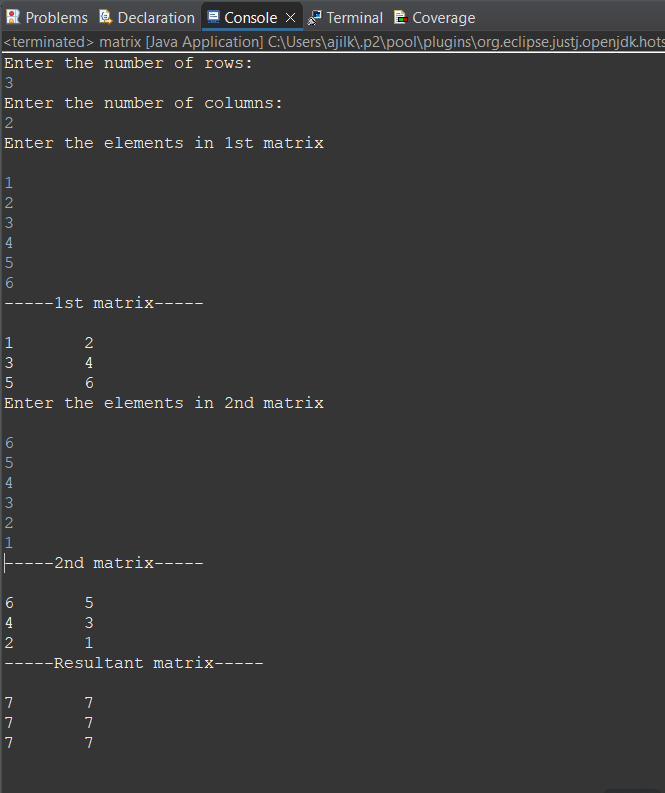 Problems Declaration Console Terminal Coverage
<terminated> matrix [Java Application] C:\Users\ajilk\.p2\pool\plugins\org.eclipse.justj.openjdk.hots
Enter the number of rows:
3
Enter the number of columns:
2
Enter the elements in 1st matrix
1
2
3
4
5
6
-----1st matrix-----
1 2
3 4
5 6
Enter the elements in 2nd matrix
6
5
4
3
2
1
-----2nd matrix-----
6 5
4 3
2 1
-----Resultant matrix-----
7 7
7 7
7 7